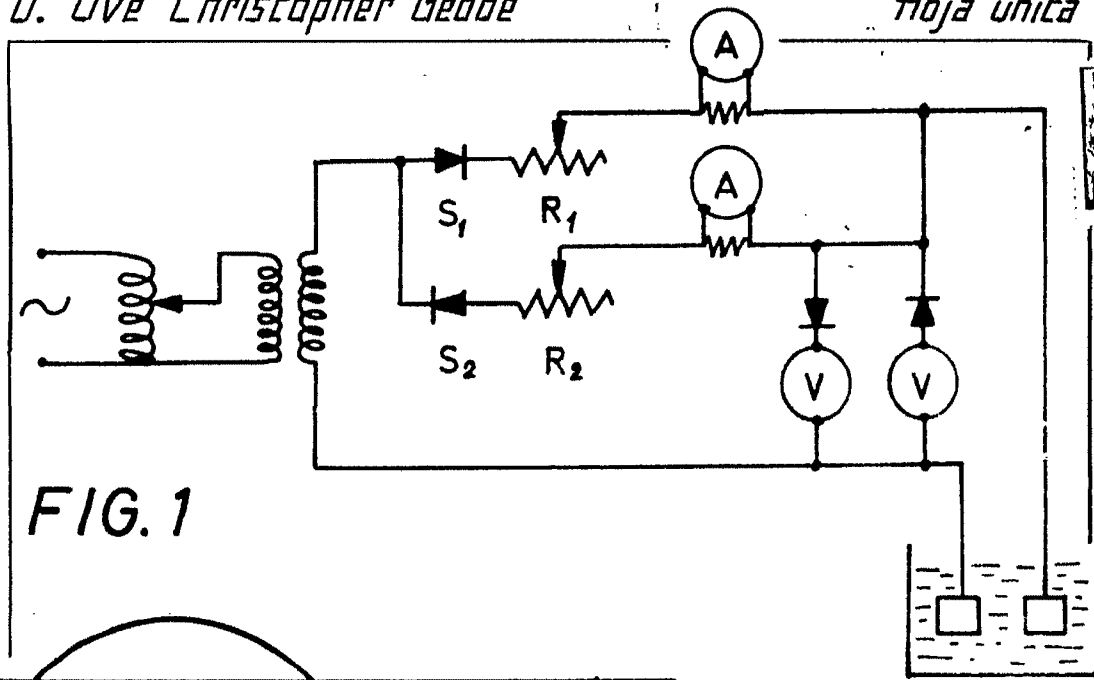 D. Uve Christopher Gedde
Hoja única
A
A
S₁
R₁
S₂
R₂
V
V
FIG. 1